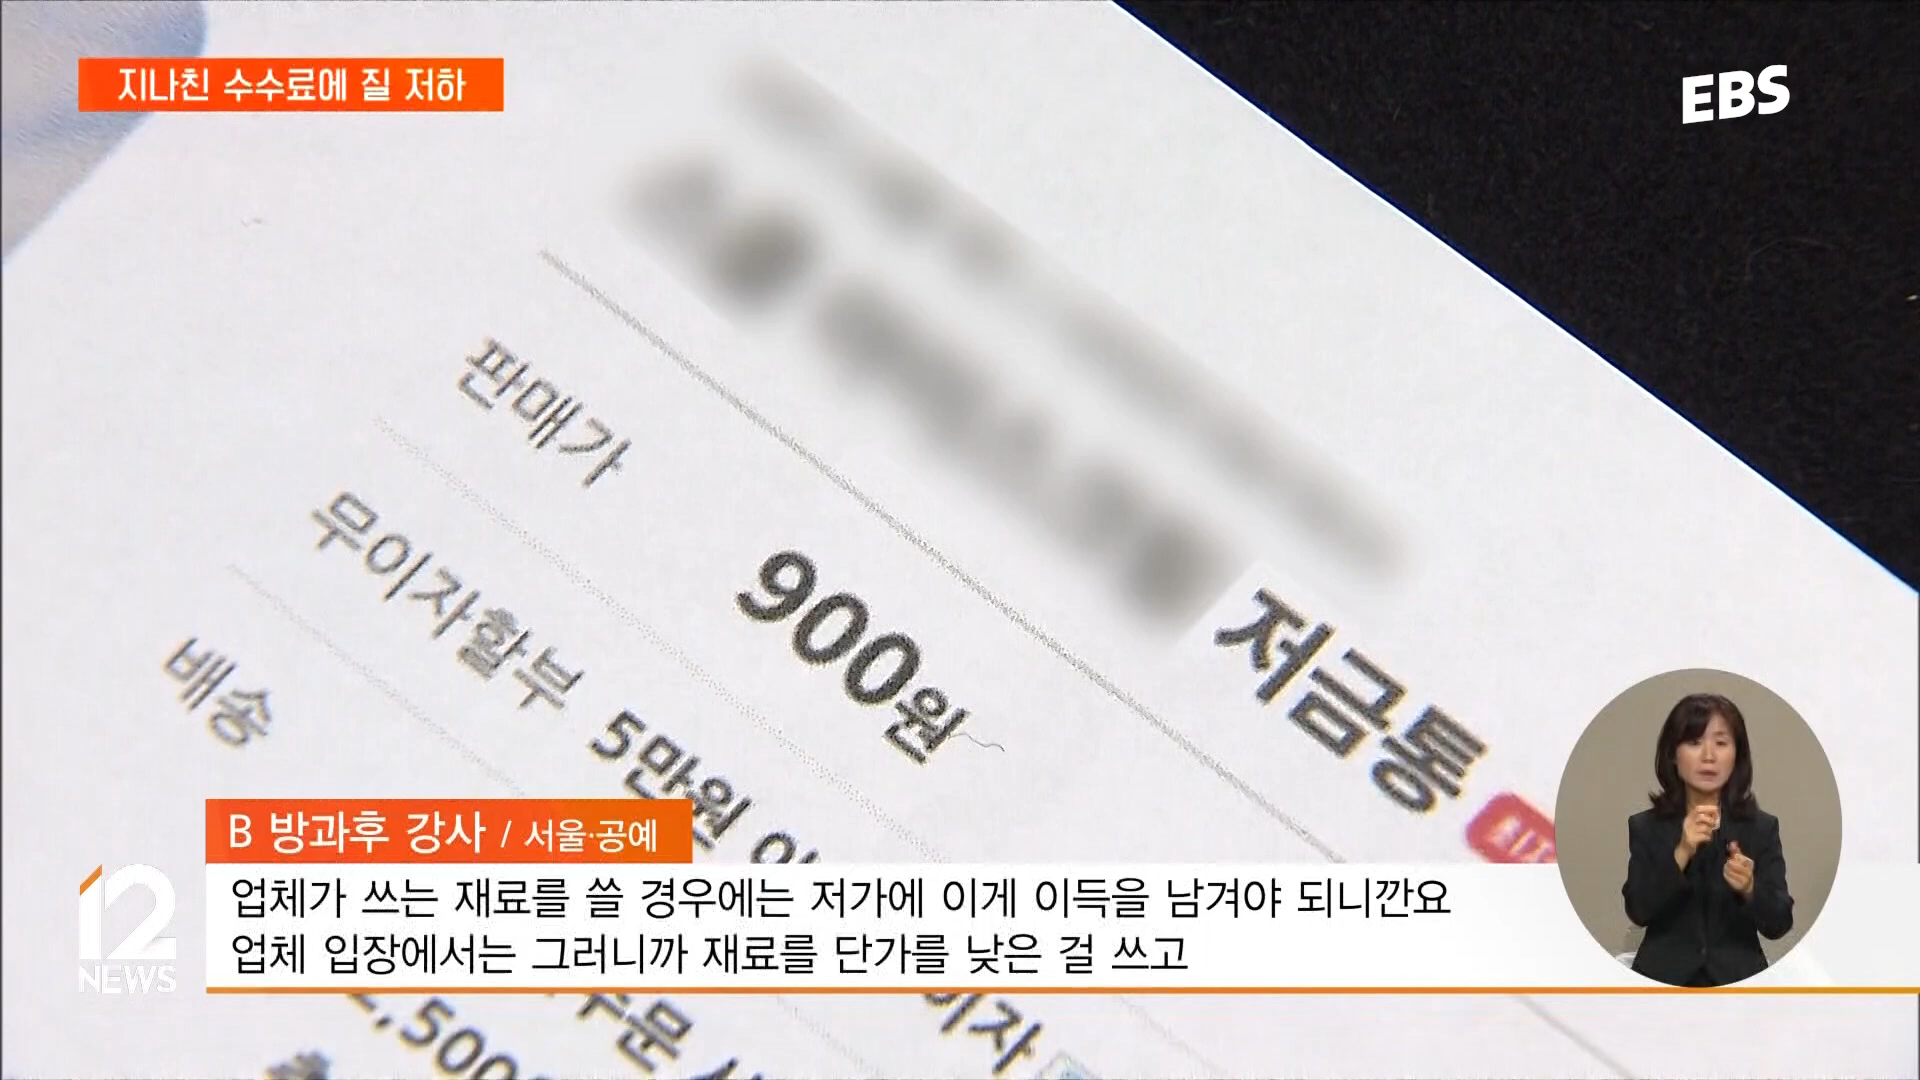 지나친 수수료에 질 저하
EBS
저금통
판매가
900원
무이자할부
5만원
배송
B 방과후 강사 / 서울·공예
업체가 쓰는 재료를 쓸 경우에는 저가에 이게 이득을 남겨야 되니깐요
업체 입장에서는 그러니까 재료를 단가를 낮은 걸 쓰고
12
NEWS